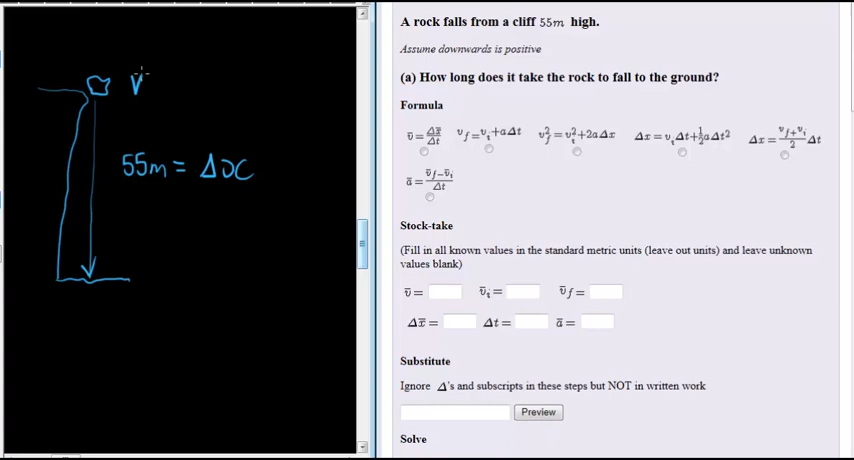 V
55m = Δx
A rock falls from a cliff 55m high.
Assume downwards is positive
(a) How long does it take the rock to fall to the ground?
Formula
v̄ = Δx̄/Δt  v_f = v_i + aΔt  v_f² = v_i² + 2aΔx  Δx = v_iΔt + ½aΔt²  Δx = (v_f + v_i)/2 Δt
ā = (v̄_f − v̄_i)/Δt
Stock-take
(Fill in all known values in the standard metric units (leave out units) and leave unknown
values blank)
v̄ =  v̄_i =  v̄_f =
Δx̄ =  Δt =  ā =
Substitute
Ignore Δ's and subscripts in these steps but NOT in written work
Preview
Solve